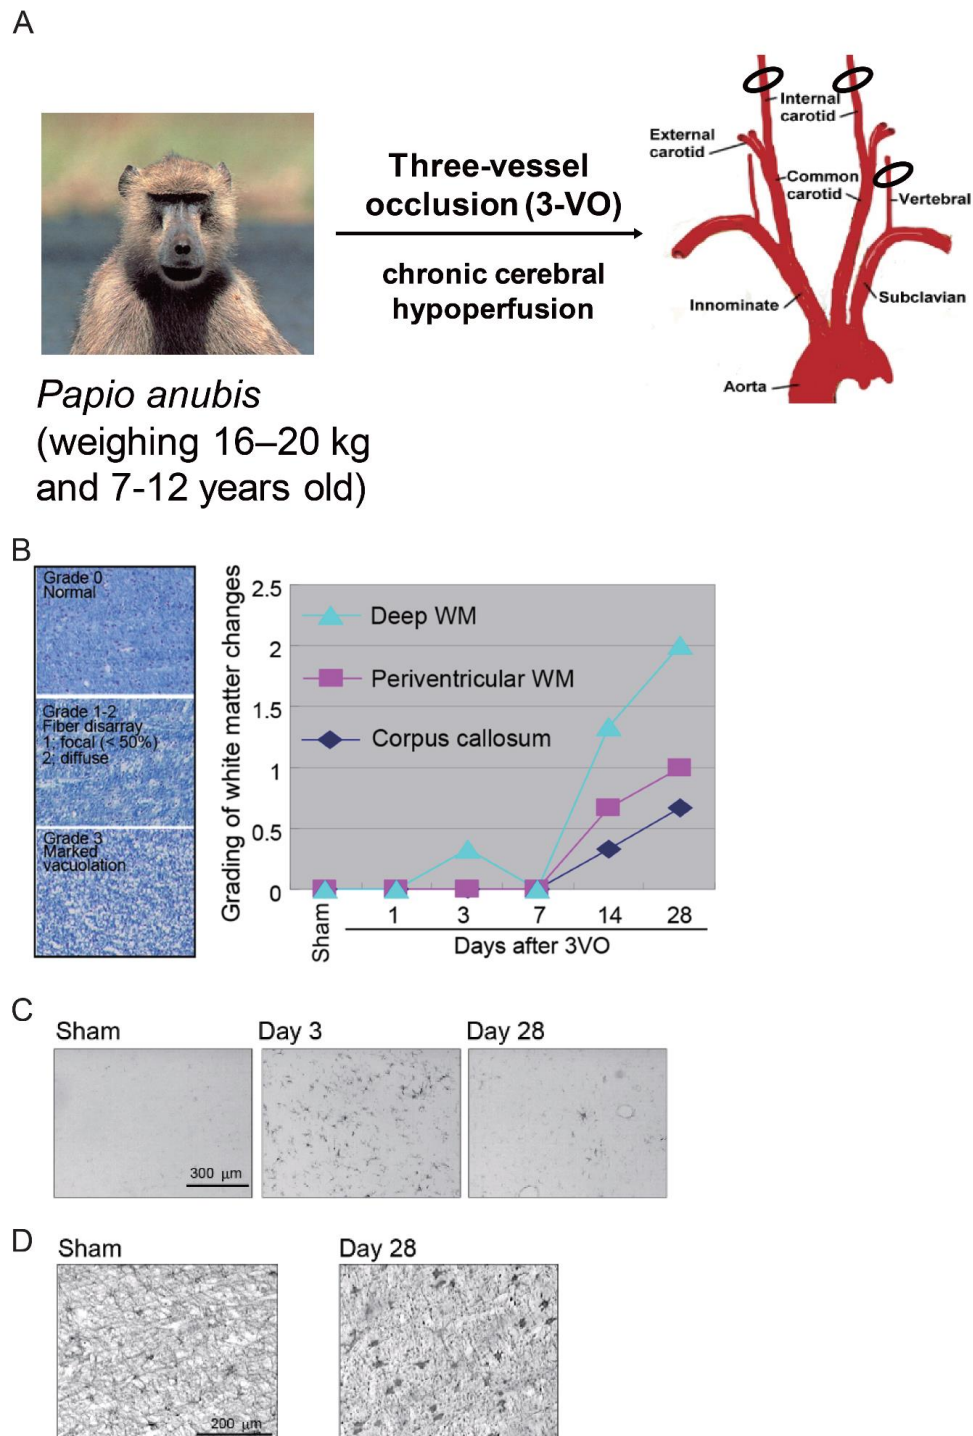 A
Three-vessel
occlusion (3-VO)
chronic cerebral
hypoperfusion
Papio anubis
(weighing 16–20 kg
and 7-12 years old)
Internal
carotid
External
carotid
Common
carotid
Vertebral
Innominate
Subclavian
Aorta
B
Grade 0
Normal
Grade 1-2
Fiber disarray
1; focal (< 50%)
2; diffuse
Grade 3
Marked
vacuolation
Grading of white matter changes
2.5
2
1.5
1
0.5
0
Deep WM
Periventricular WM
Corpus callosum
Sham
1
3
7
14
28
Days after 3VO
C
Sham
Day 3
Day 28
300 μm
D
Sham
Day 28
200 μm